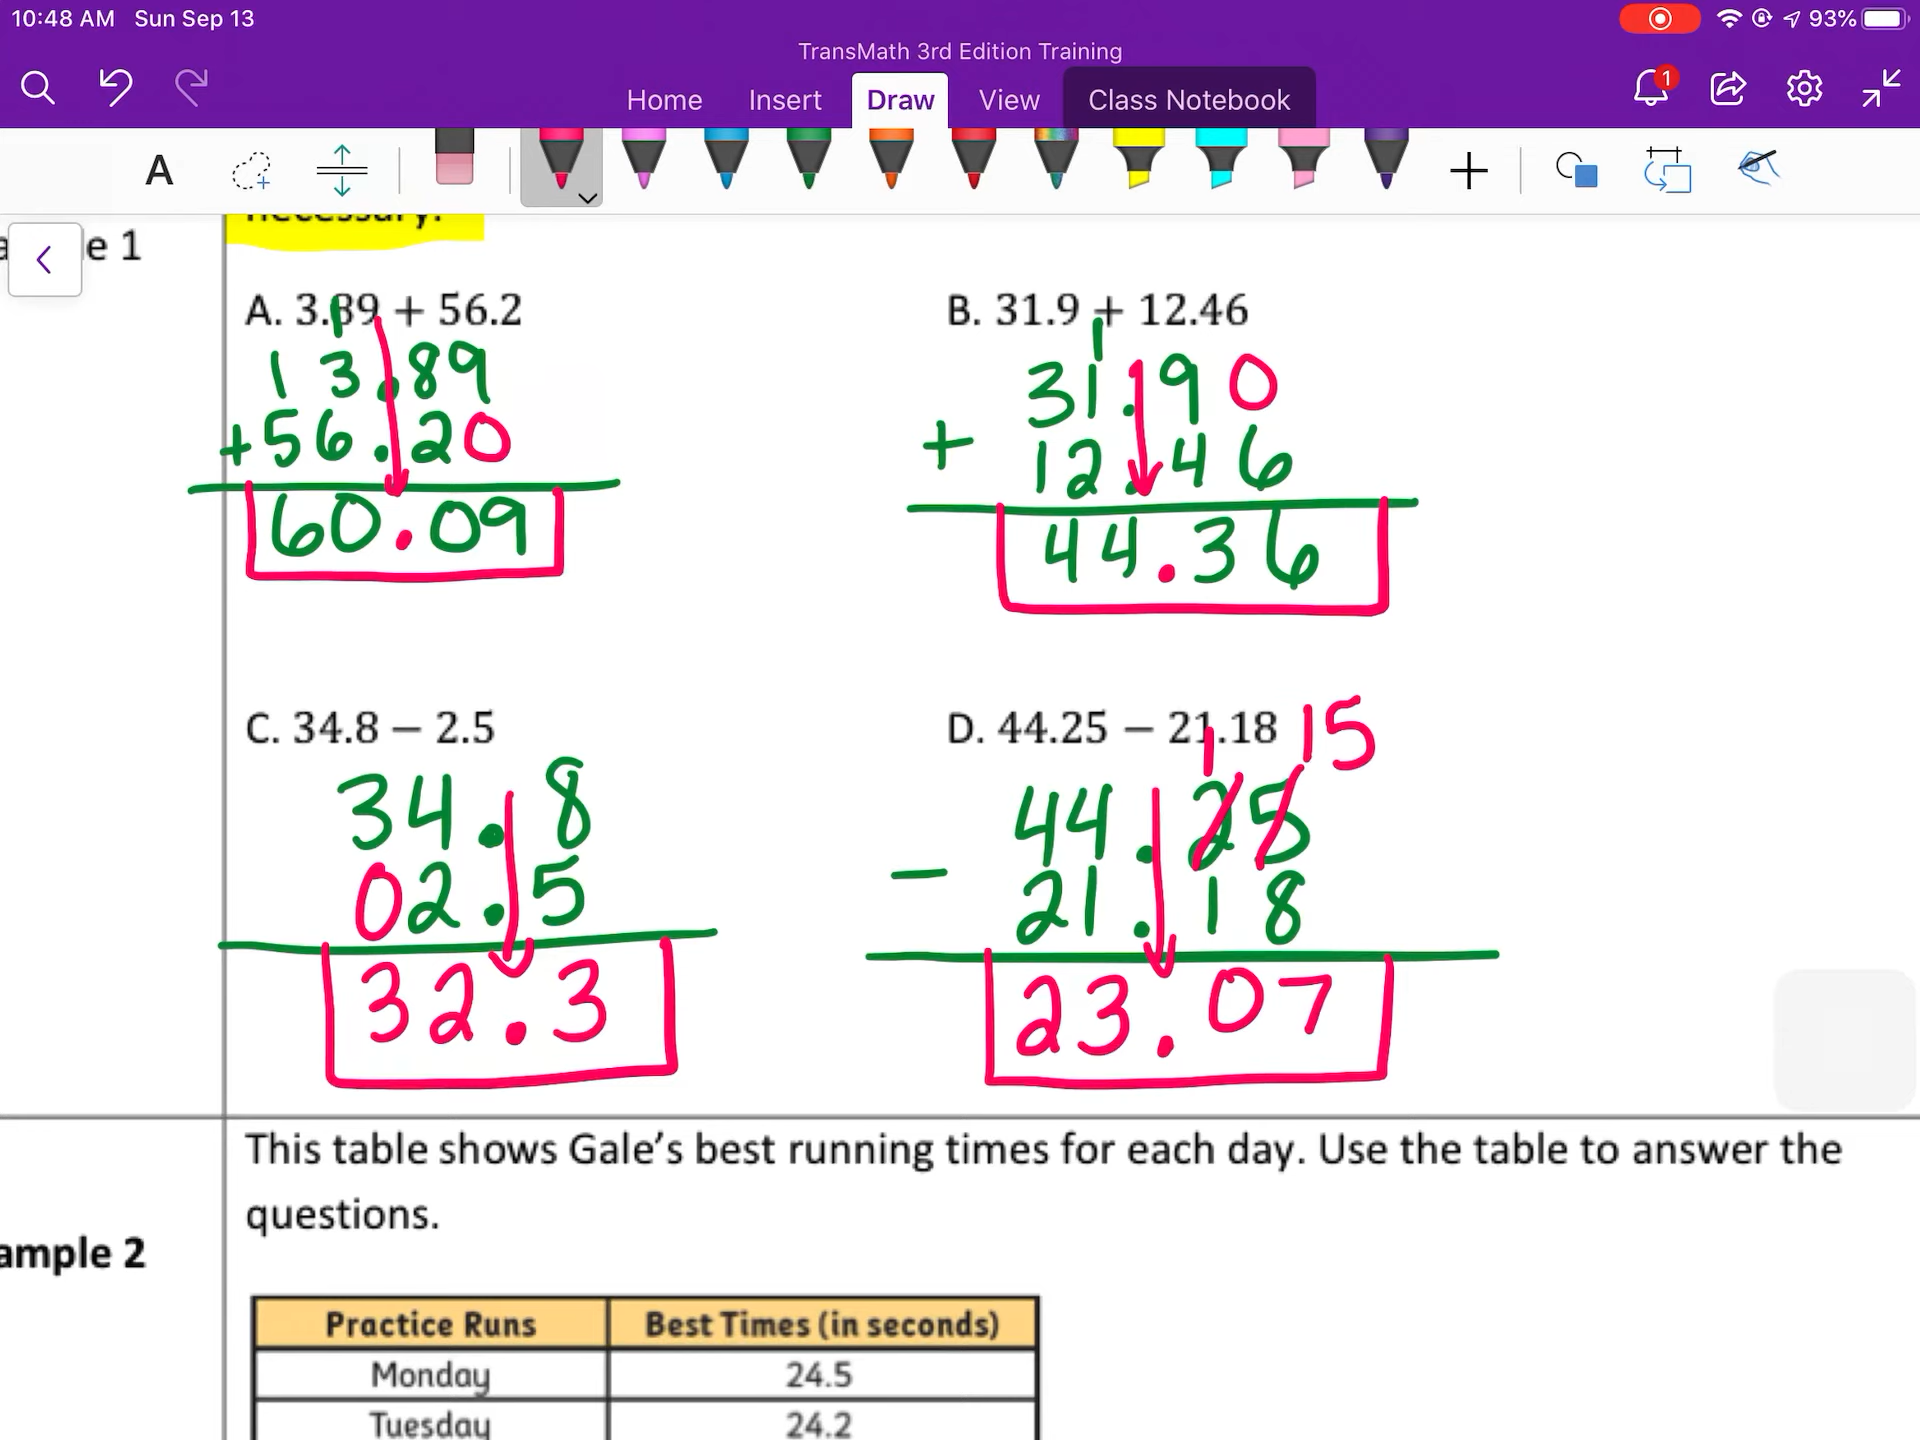 10:48 AM Sun Sep 13
93%
TransMath 3rd Edition Training
1
Home Insert Draw View Class Notebook
A
necessary.
e 1
A. 3.89 + 56.2
B. 31.9 + 12.46
1
1
1 3.89
31.90
+56.20
+ 12.46
60.09
44.36
C. 34.8 − 2.5
D. 44.25 − 21.18
1 15
34.8
44.25
02.5
− 21.18
32.3
23.07
This table shows Gale’s best running times for each day. Use the table to answer the
questions.
ample 2
Practice Runs Best Times (in seconds)
Monday 24.5
Tuesday 24.2